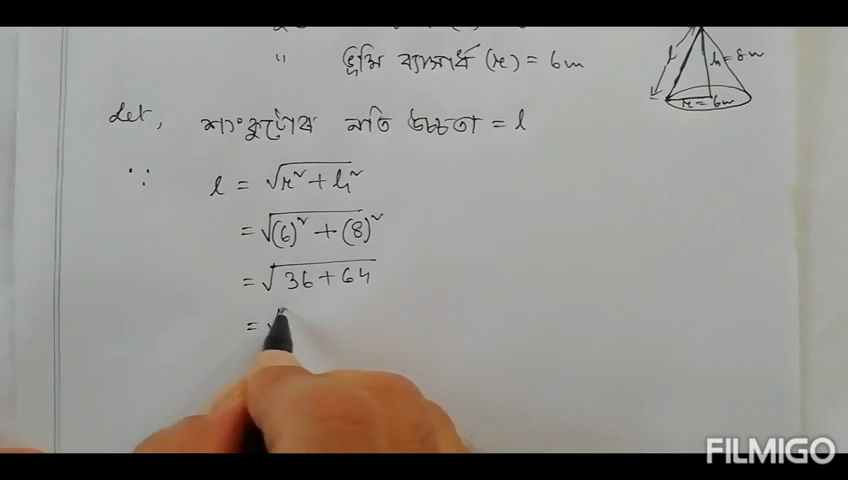 " ভূমি ব্যাসাৰ্ধ (r) = 6m
l
h = 8m
r = 6m
Let, শংকুটোৰ নতি উচ্চতা = l
∵ l = √r² + h²
= √(6)² + (8)²
= √36 + 64
= √
FILMIGO